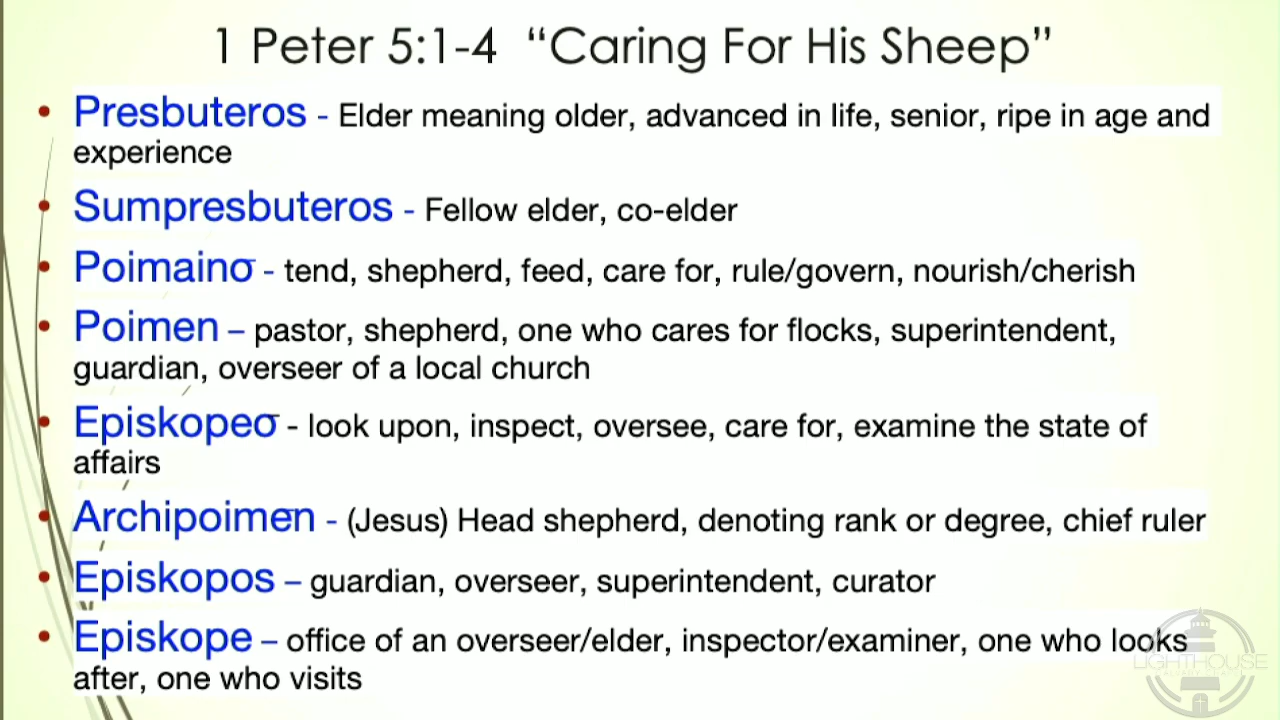 1 Peter 5:1-4 “Caring For His Sheep”
• Presbuteros - Elder meaning older, advanced in life, senior, ripe in age and
experience
• Sumpresbuteros - Fellow elder, co-elder
• Poimainσ - tend, shepherd, feed, care for, rule/govern, nourish/cherish
• Poimen – pastor, shepherd, one who cares for flocks, superintendent,
guardian, overseer of a local church
• Episkopeσ - look upon, inspect, oversee, care for, examine the state of
affairs
• Archipoimen - (Jesus) Head shepherd, denoting rank or degree, chief ruler
• Episkopos – guardian, overseer, superintendent, curator
• Episkope – office of an overseer/elder, inspector/examiner, one who looks
after, one who visits
LIGHTHOUSE